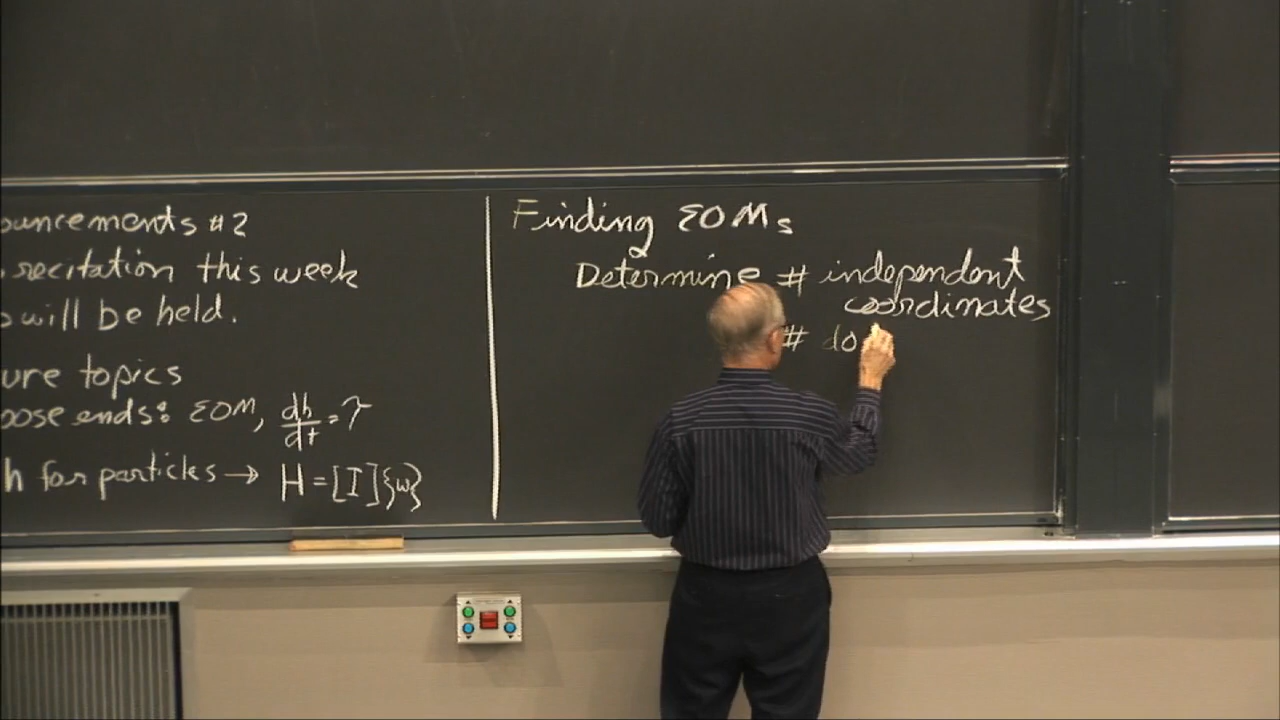 ouncements #2
recitation this week
will be held.
ure topics
oose ends: EOM, dh/dt = τ
h for particles → H = [I]{ω}
Finding EOMs
Determine # independent
coordinates
# do